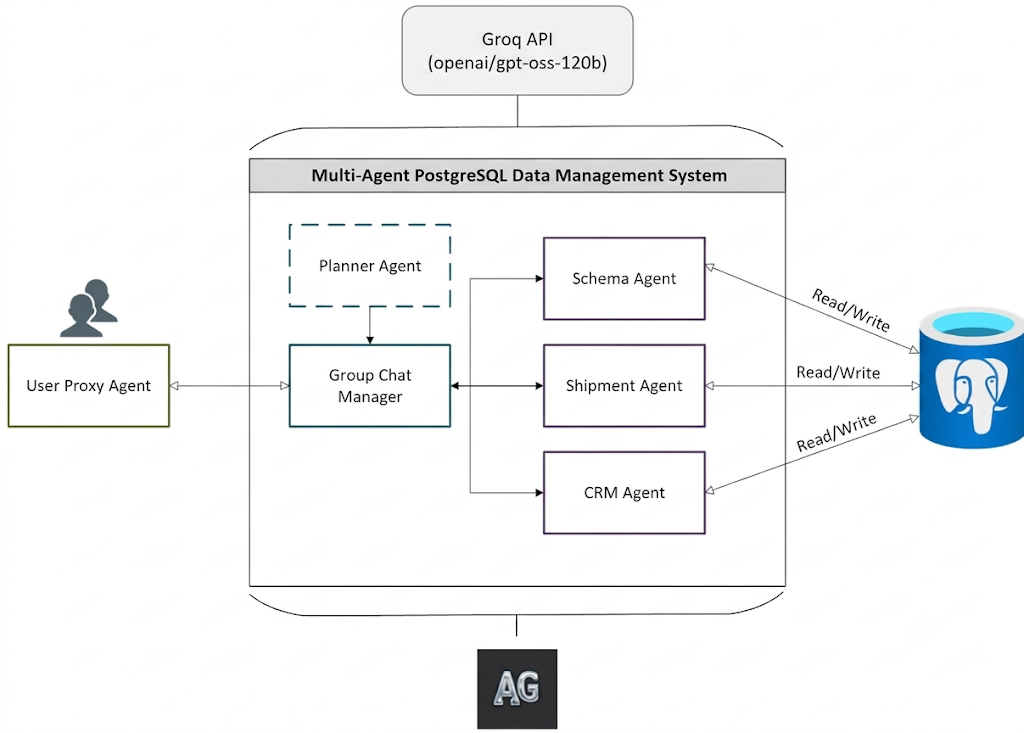 Groq API
(openai/gpt-oss-120b)
Multi-Agent PostgreSQL Data Management System
Planner Agent
Schema Agent
Read/Write
User Proxy Agent
Group Chat
Manager
Shipment Agent
Read/Write
Read/Write
CRM Agent
AG